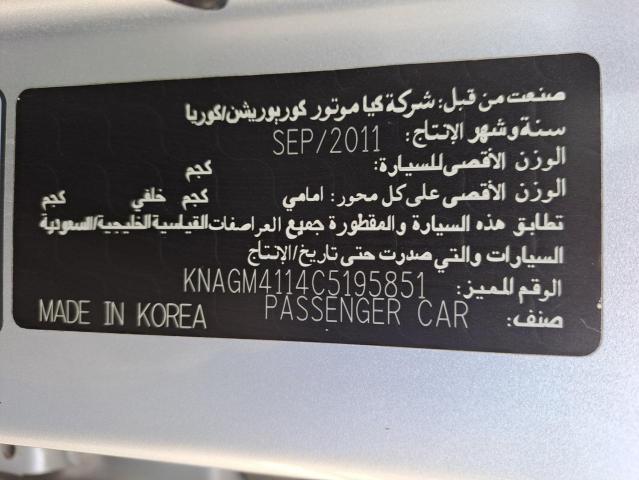 صنعت من قبل: شركة كيا موتور كوربوريشن/كوريا
سنة وشهر الإنتاج: SEP/2011
الوزن الأقصى للسيارة: كجم
الوزن الأقصى على كل محور: امامي كجم خلفي كجم
تطابق هذه السيارة والمقطورة جميع العراصفات القياسية الخليجية/السعودية
السيارات والتي صدرت حتى تاريخ/الإنتاج
الرقم المميز: KNAGM4114C5195851
صنف: PASSENGER CAR MADE IN KOREA